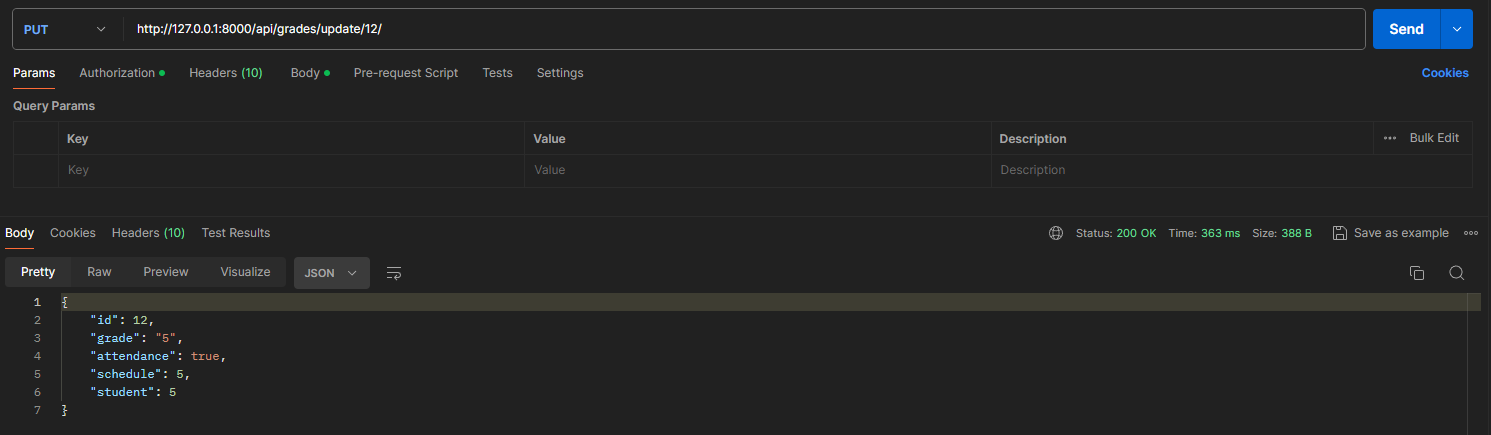 PUT http://127.0.0.1:8000/api/grades/update/12/ Send
Params Authorization Headers (10) Body Pre-request Script Tests Settings Cookies
Query Params
Key Value Description ••• Bulk Edit
Key Value Description
Body Cookies Headers (10) Test Results Status: 200 OK Time: 363 ms Size: 388 B Save as example •••
Pretty Raw Preview Visualize JSON
1 {
2 "id": 12,
3 "grade": "5",
4 "attendance": true,
5 "schedule": 5,
6 "student": 5
7 }